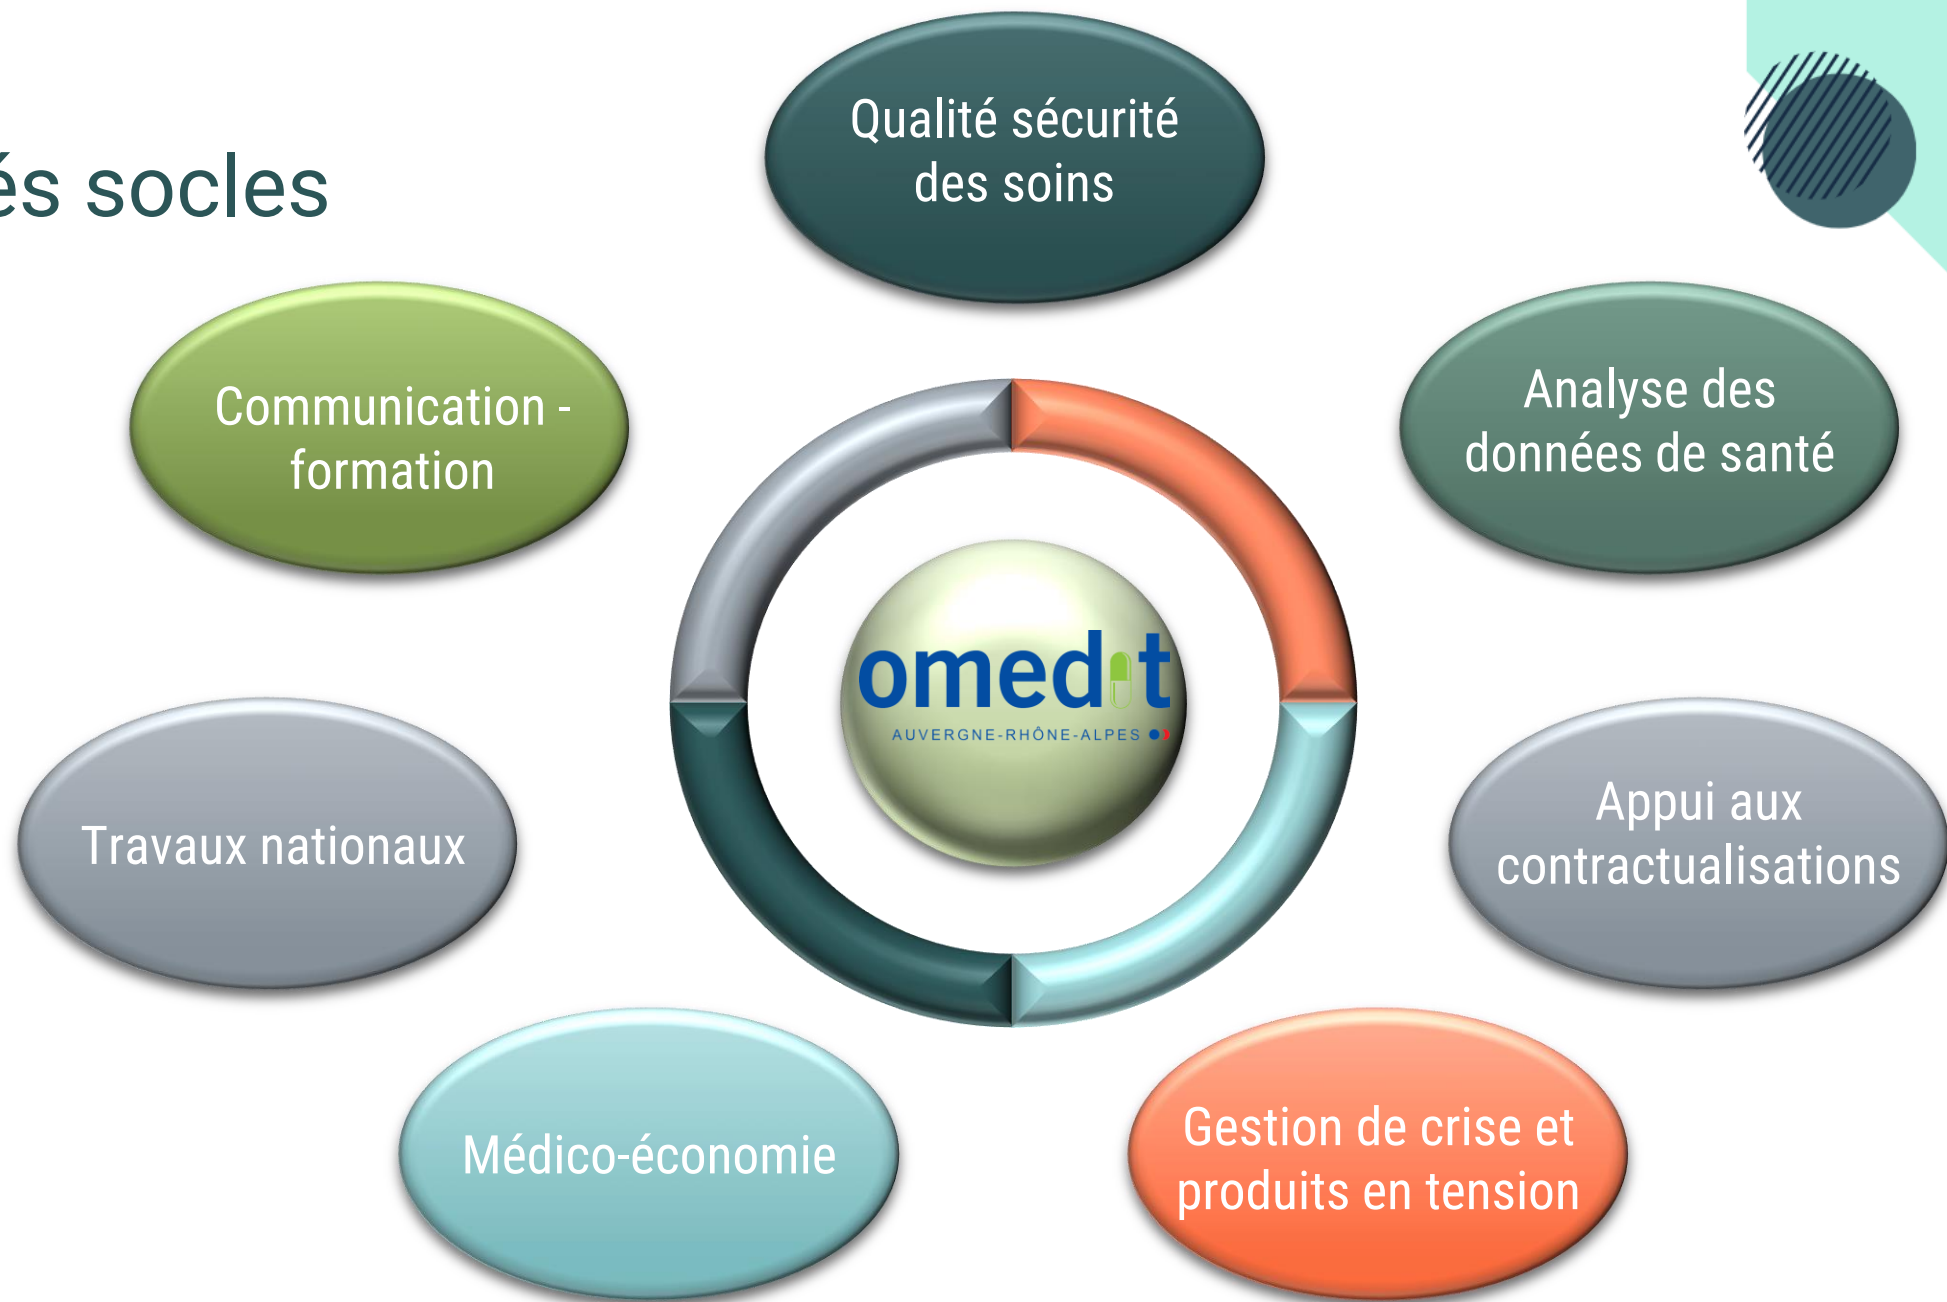 és socles
Qualité sécurité
des soins
Communication -
formation
Analyse des
données de santé
omedit
AUVERGNE-RHÔNE-ALPES
Travaux nationaux
Appui aux
contractualisations
Médico-économie
Gestion de crise et
produits en tension